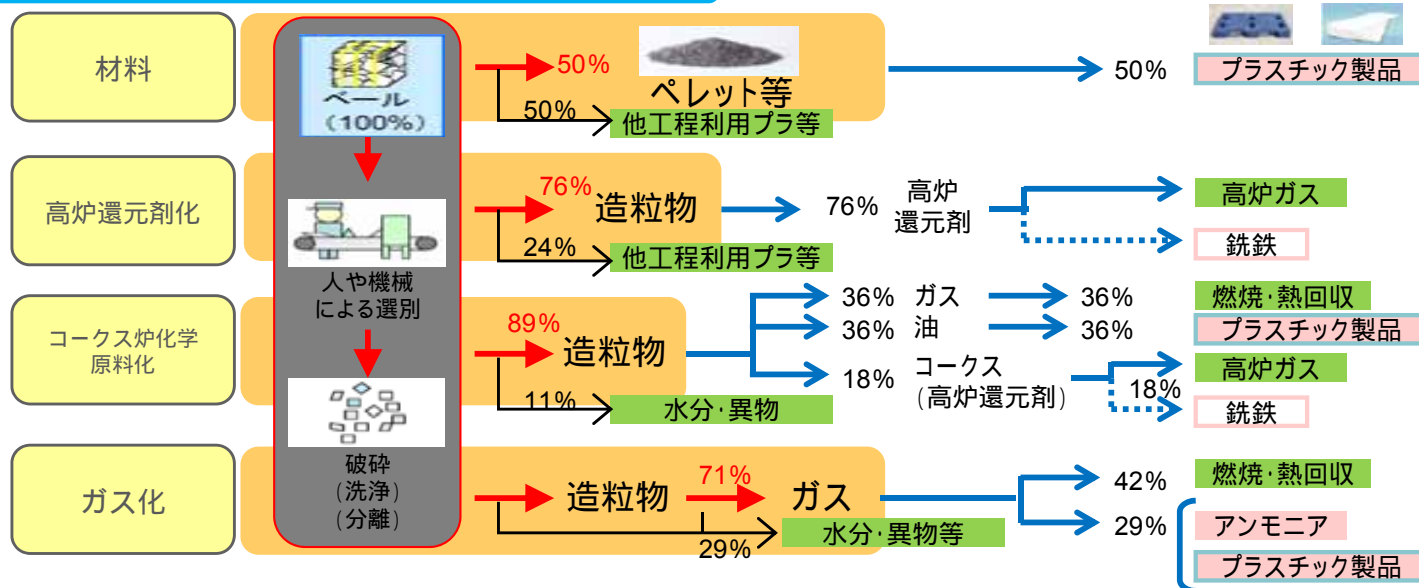 材料
ベール
(100%)
50%
ペレット等
50%
他工程利用プラ等
50%
プラスチック製品
高炉還元剤化
人や機械
による選別
76%
造粒物
24%
他工程利用プラ等
76%
高炉
還元剤
高炉ガス
銑鉄
コークス炉化学
原料化
89%
造粒物
11%
水分・異物
36%
ガス
36%
燃焼・熱回収
36%
油
36%
プラスチック製品
18%
コークス
(高炉還元剤)
18%
高炉ガス
銑鉄
ガス化
破砕
(洗浄)
(分離)
造粒物
71%
ガス
29%
水分・異物等
42%
燃焼・熱回収
29%
アンモニア
プラスチック製品